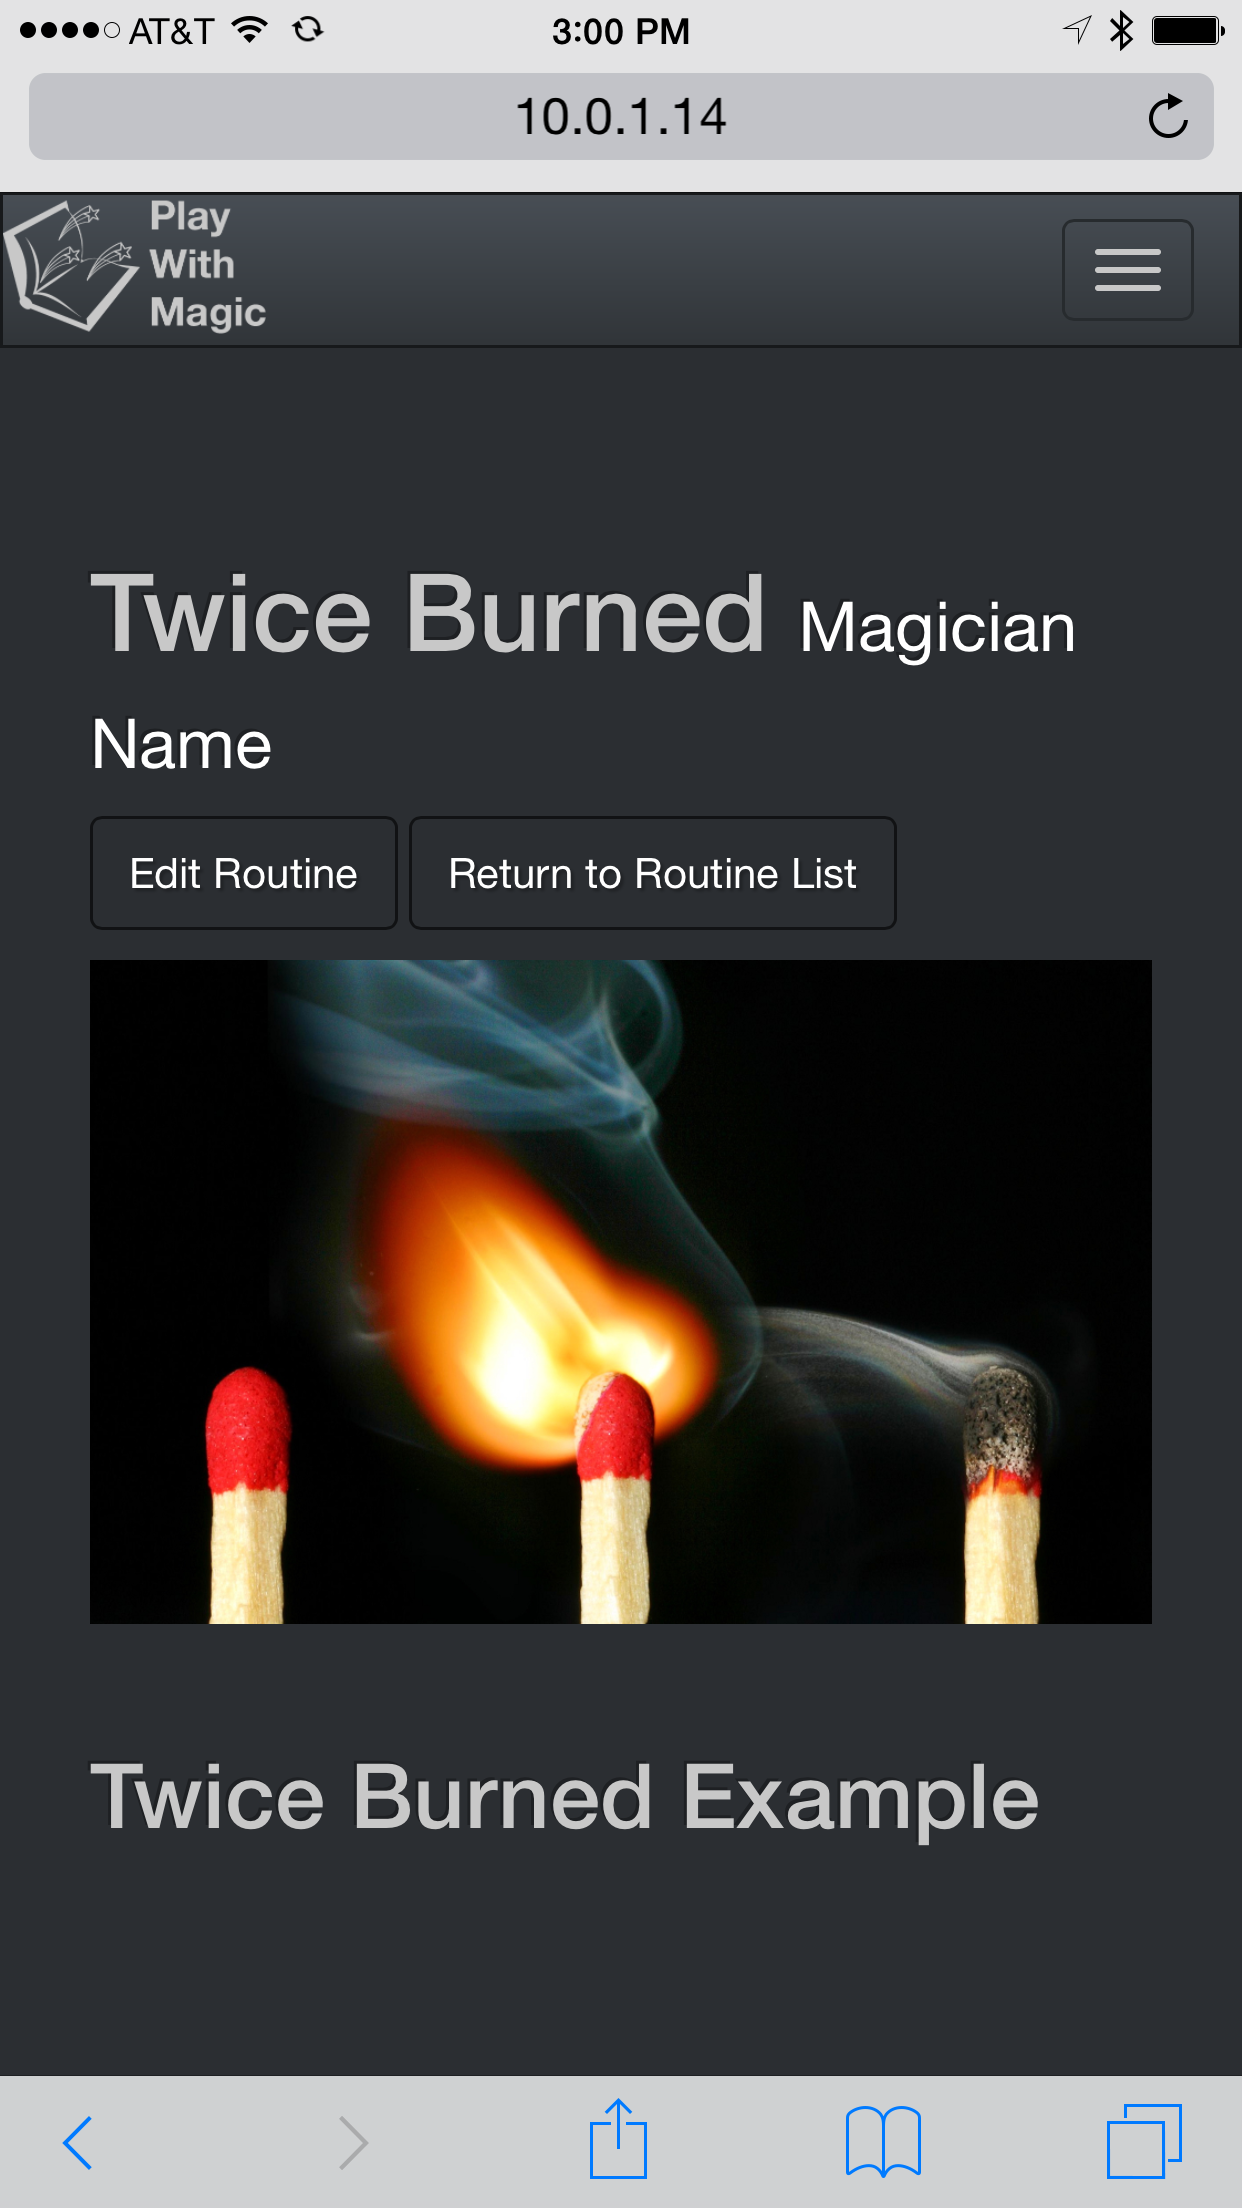 AT&T 3:00 PM
10.0.1.14
Play
With
Magic
Twice Burned Magician
Name
Edit Routine Return to Routine List
Twice Burned Example